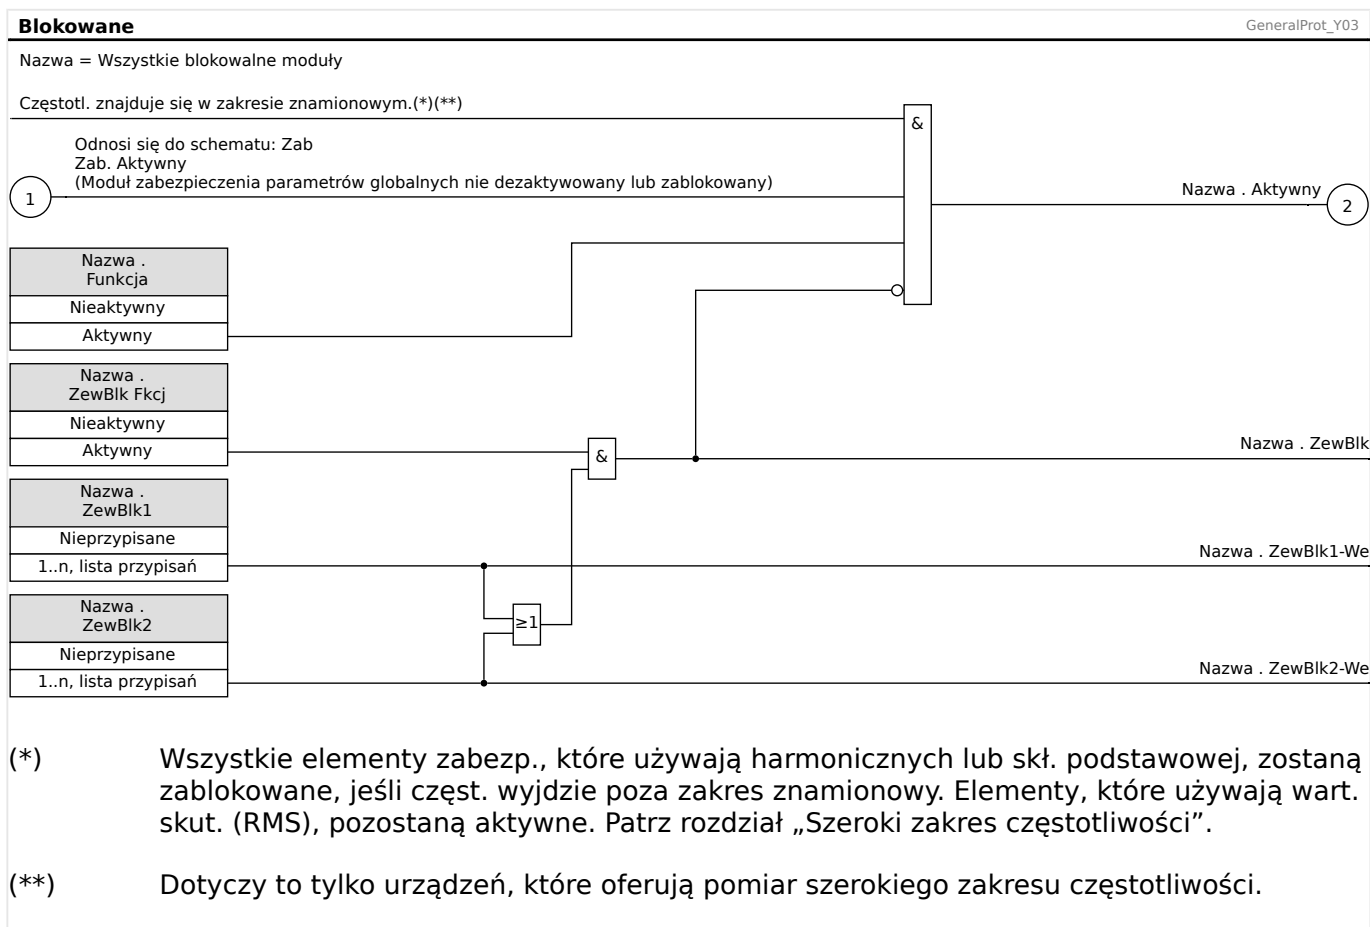 Blokowane
GeneralProt_Y03
Nazwa = Wszystkie blokowalne moduły
Częstotl. znajduje się w zakresie znamionowym.(*)(**)
&
Odnosi się do schematu: Zab
Zab. Aktywny
(Moduł zabezpieczenia parametrów globalnych nie dezaktywowany lub zablokowany)
1
Nazwa . Aktywny
2
Nazwa .
Funkcja
Nieaktywny
Aktywny
Nazwa .
ZewBlk Fkcj
Nieaktywny
Aktywny
&
Nazwa . ZewBlk
Nazwa .
ZewBlk1
Nieprzypisane
1..n, lista przypisań
Nazwa . ZewBlk1-We
Nazwa .
ZewBlk2
≥1
Nieprzypisane
1..n, lista przypisań
Nazwa . ZewBlk2-We
(*) Wszystkie elementy zabezp., które używają harmonicznych lub skł. podstawowej, zostaną
zablokowane, jeśli częst. wyjdzie poza zakres znamionowy. Elementy, które używają wart.
skut. (RMS), pozostaną aktywne. Patrz rozdział „Szeroki zakres częstotliwości”.
(**) Dotyczy to tylko urządzeń, które oferują pomiar szerokiego zakresu częstotliwości.